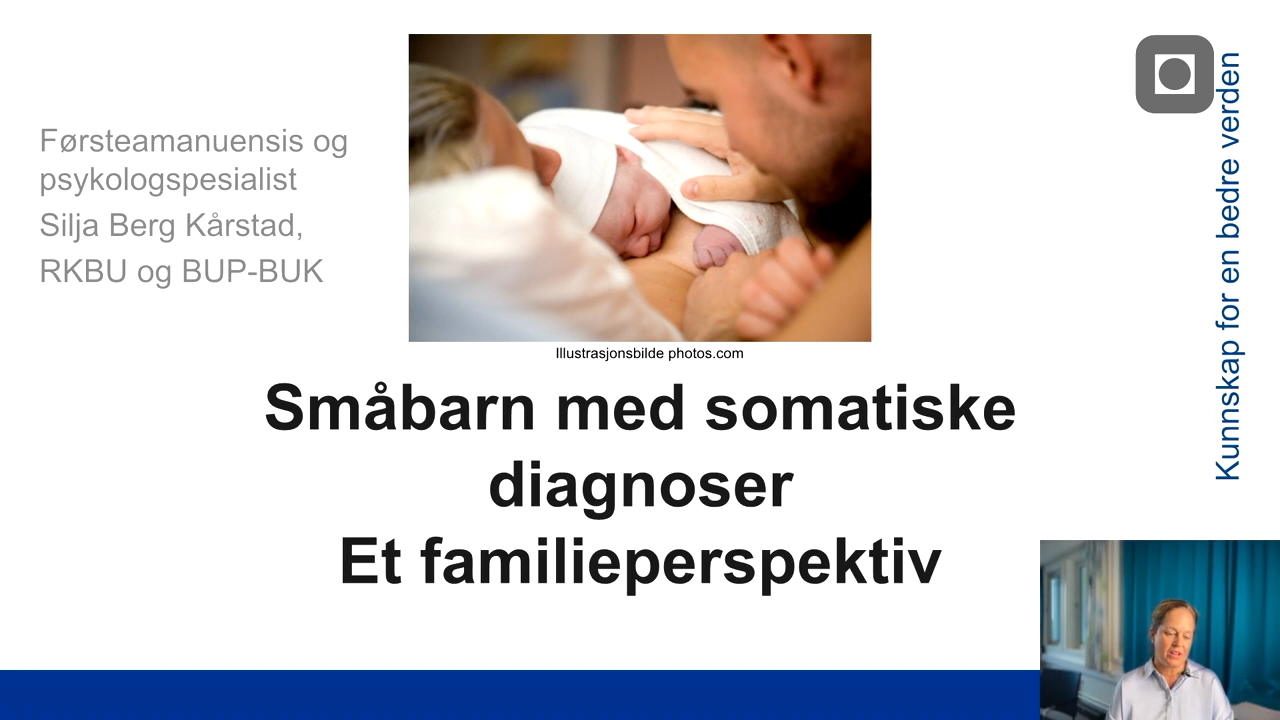 Førsteamanuensis og
psykologspesialist
Silja Berg Kårstad,
RKBU og BUP-BUK
Illustrasjonsbilde photos.com
Småbarn med somatiske
diagnoser
Et familieperspektiv
Kunnskap for en bedre verden